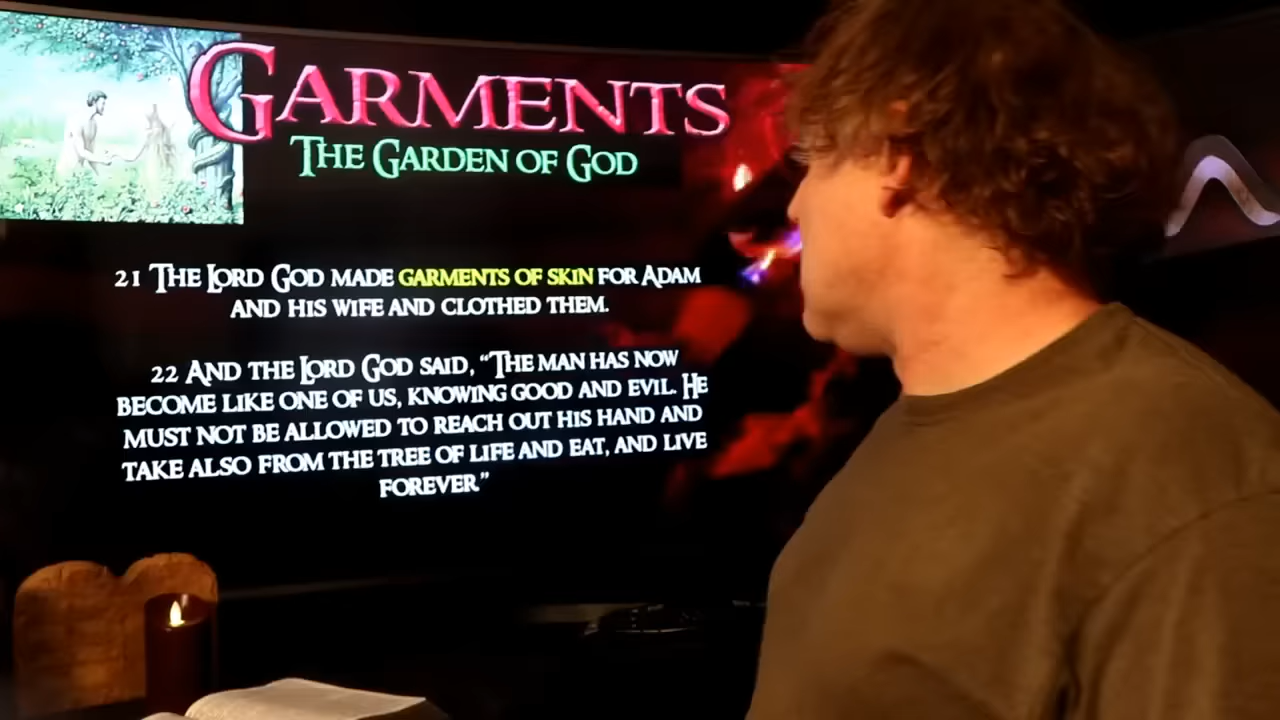 GARMENTS
THE GARDEN OF GOD
21 THE LORD GOD MADE GARMENTS OF SKIN FOR ADAM
AND HIS WIFE AND CLOTHED THEM.
22 AND THE LORD GOD SAID, “THE MAN HAS NOW
BECOME LIKE ONE OF US, KNOWING GOOD AND EVIL. HE
MUST NOT BE ALLOWED TO REACH OUT HIS HAND AND
TAKE ALSO FROM THE TREE OF LIFE AND EAT, AND LIVE
FOREVER.”